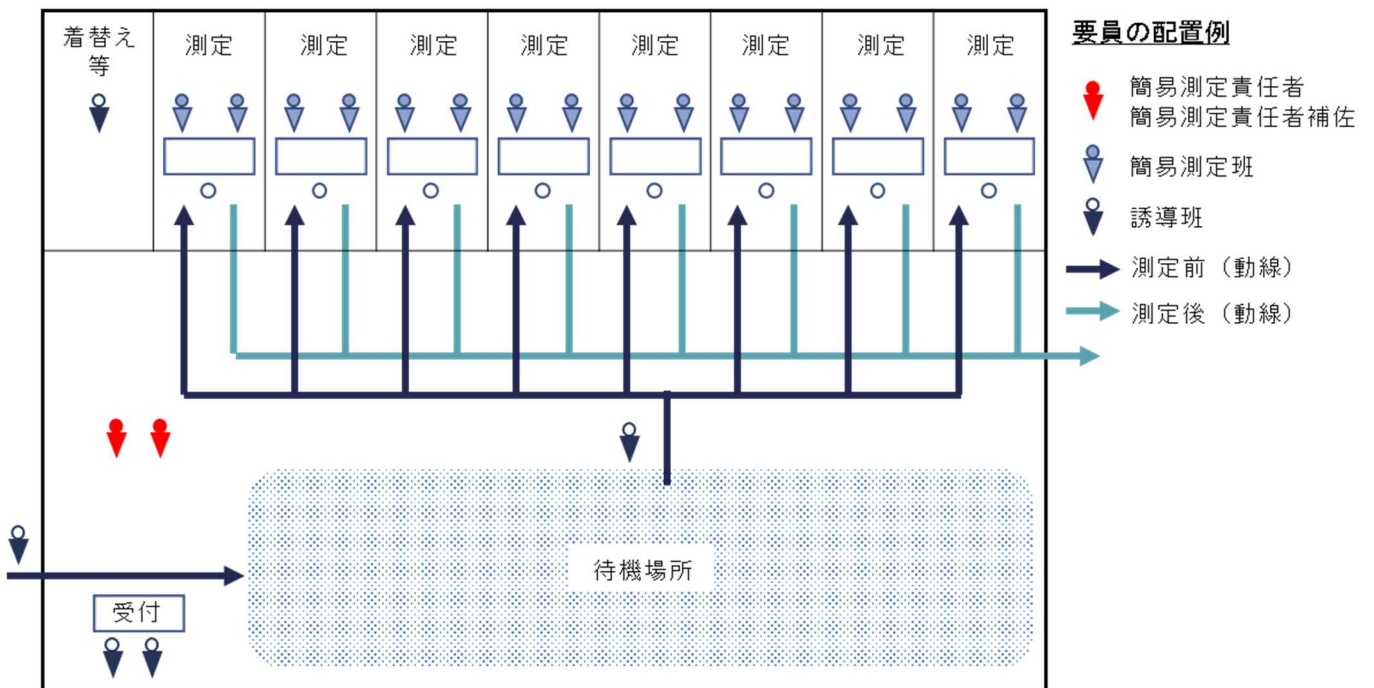 着替え
等
測定
測定
測定
測定
測定
測定
測定
測定
待機場所
受付
要員の配置例
簡易測定責任者
簡易測定責任者補佐
簡易測定班
誘導班
測定前（動線）
測定後（動線）